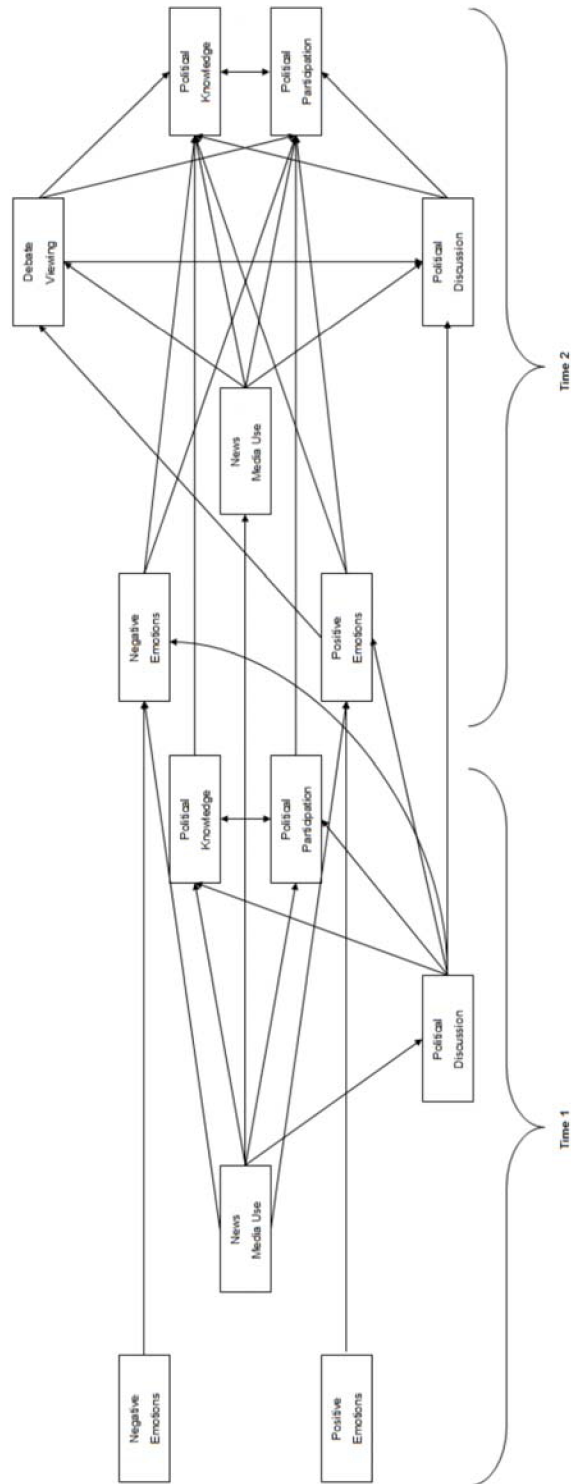 Debate
Viewing
Negative
Emotions
Negative
Emotions
Political
Knowledge
Political
Knowledge
News
Media Use
News
Media Use
Political
Participation
Political
Participation
Positive
Emotions
Positive
Emotions
Political
Discussion
Political
Discussion
Time 1
Time 2